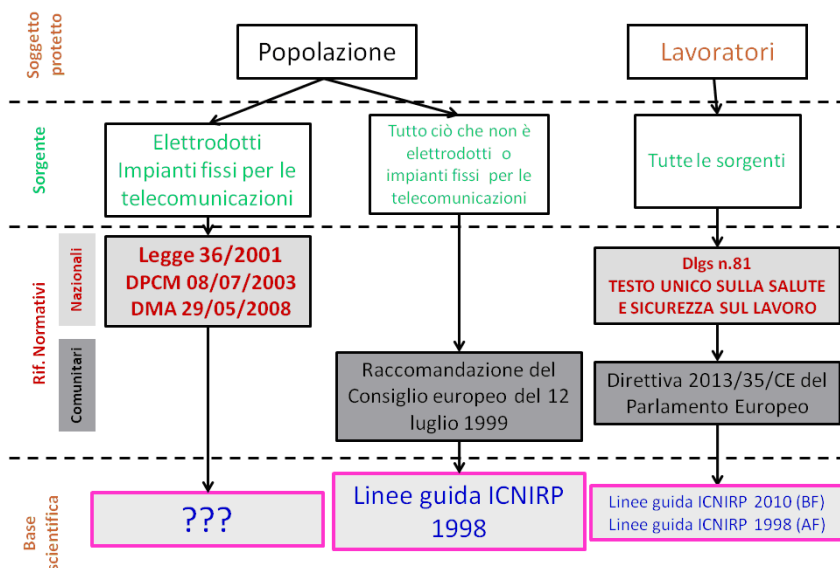 Soggetto
protetto
Popolazione
Lavoratori
Sorgente
Elettrodotti
Impianti fissi per le
telecomunicazioni
Tutto ciò che non è
elettrodotti o
impianti fissi per le
telecomunicazioni
Tutte le sorgenti
Rif. Normativi
Nazionali
Legge 36/2001
DPCM 08/07/2003
DMA 29/05/2008
Dlgs n.81
TESTO UNICO SULLA SALUTE
E SICUREZZA SUL LAVORO
Comunitari
Raccomandazione del
Consiglio europeo del 12
luglio 1999
Direttiva 2013/35/CE del
Parlamento Europeo
Base
scientifica
???
Linee guida ICNIRP
1998
Linee guida ICNIRP 2010 (BF)
Linee guida ICNIRP 1998 (AF)